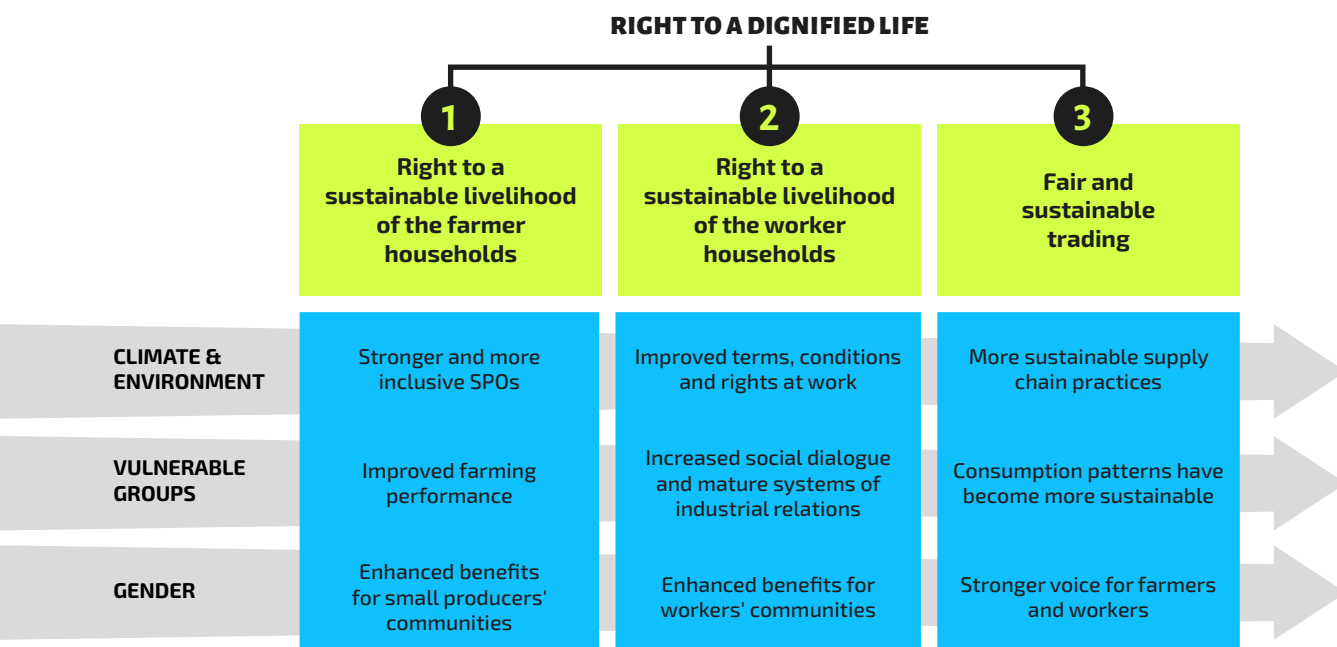 RIGHT TO A DIGNIFIED LIFE
1
2
3
Right to a
sustainable livelihood
of the farmer
households
Right to a
sustainable livelihood
of the worker
households
Fair and
sustainable
trading
CLIMATE &
ENVIRONMENT
Stronger and more
inclusive SPOs
Improved terms, conditions
and rights at work
More sustainable supply
chain practices
VULNERABLE
GROUPS
Improved farming
performance
Increased social dialogue
and mature systems of
industrial relations
Consumption patterns have
become more sustainable
GENDER
Enhanced benefits
for small producers'
communities
Enhanced benefits for
workers' communities
Stronger voice for farmers
and workers